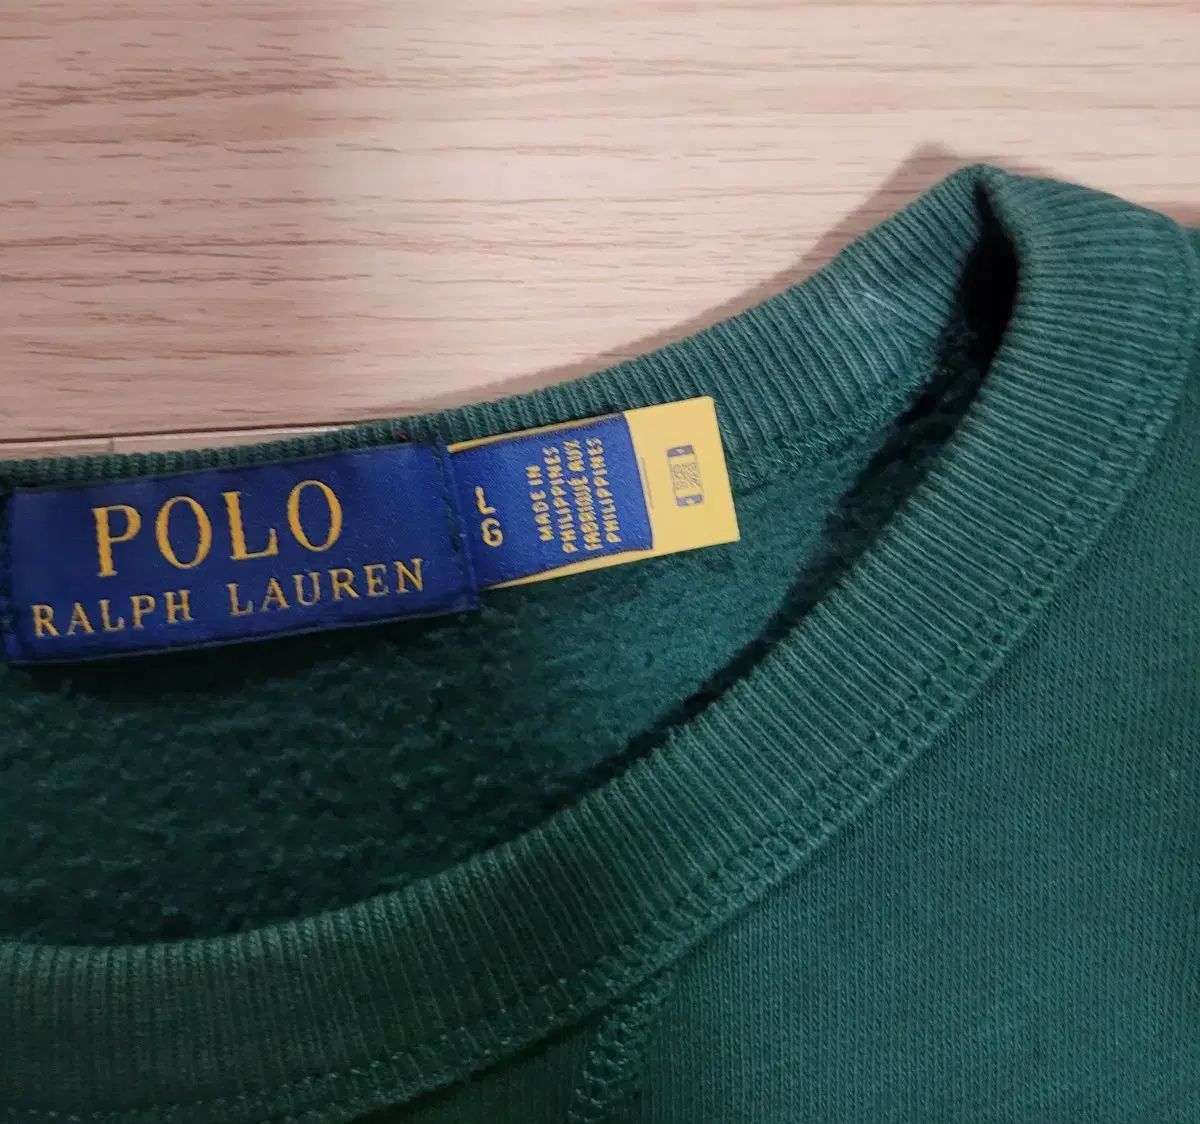 POLO
RALPH LAUREN
L
G
MADE IN
PHILIPPINES
FABRIQUÉ AUX
PHILIPPINES